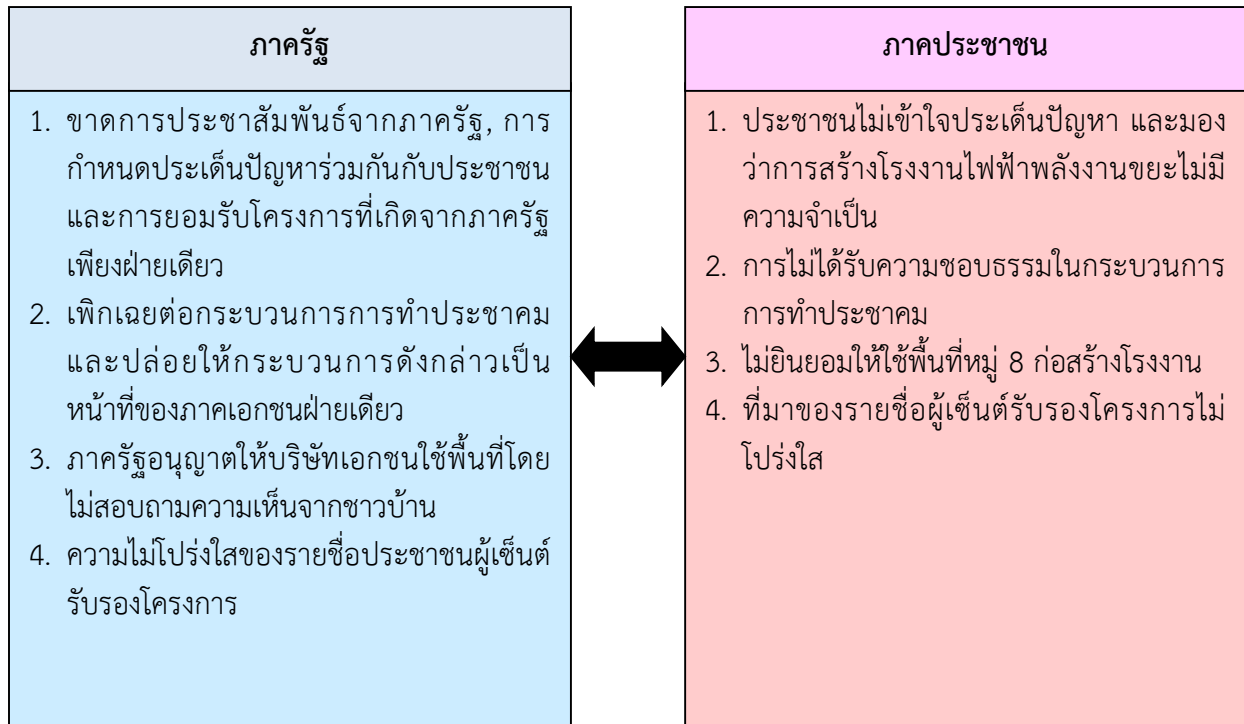 ภาครัฐ
1. ขาดการประชาสัมพันธ์จากภาครัฐ, การ
กำหนดประเด็นปัญหาร่วมกันกับประชาชน
และการยอมรับโครงการที่เกิดจากภาครัฐ
เพียงฝ่ายเดียว
2. เพิกเฉยต่อกระบวนการการทำประชาคม
และปล่อยให้กระบวนการดังกล่าวเป็น
หน้าที่ของภาคเอกชนฝ่ายเดียว
3. ภาครัฐอนุญาตให้บริษัทเอกชนใช้พื้นที่โดย
ไม่สอบถามความเห็นจากชาวบ้าน
4. ความไม่โปร่งใสของรายชื่อประชาชนผู้เซ็นต์
รับรองโครงการ
ภาคประชาชน
1. ประชาชนไม่เข้าใจประเด็นปัญหา และมอง
ว่าการสร้างโรงงานไฟฟ้าพลังงานขยะไม่มี
ความจำเป็น
2. การไม่ได้รับความชอบธรรมในกระบวนการ
การทำประชาคม
3. ไม่ยินยอมให้ใช้พื้นที่หมู่ 8 ก่อสร้างโรงงาน
4. ที่มาของรายชื่อผู้เซ็นต์รับรองโครงการไม่
โปร่งใส